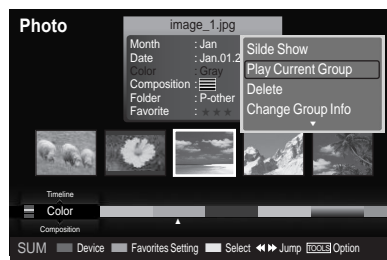 Photo
image_1.jpg
Month : Jan
Date : Jan.01.2
Color : Gray
Composition :
Folder : P-other
Favorite : ★ ★ ★
Silde Show
Play Current Group
Delete
Change Group Info
Timeline
Color
Composition
SUM Device Favorites Setting Select Jump TOOLS Option